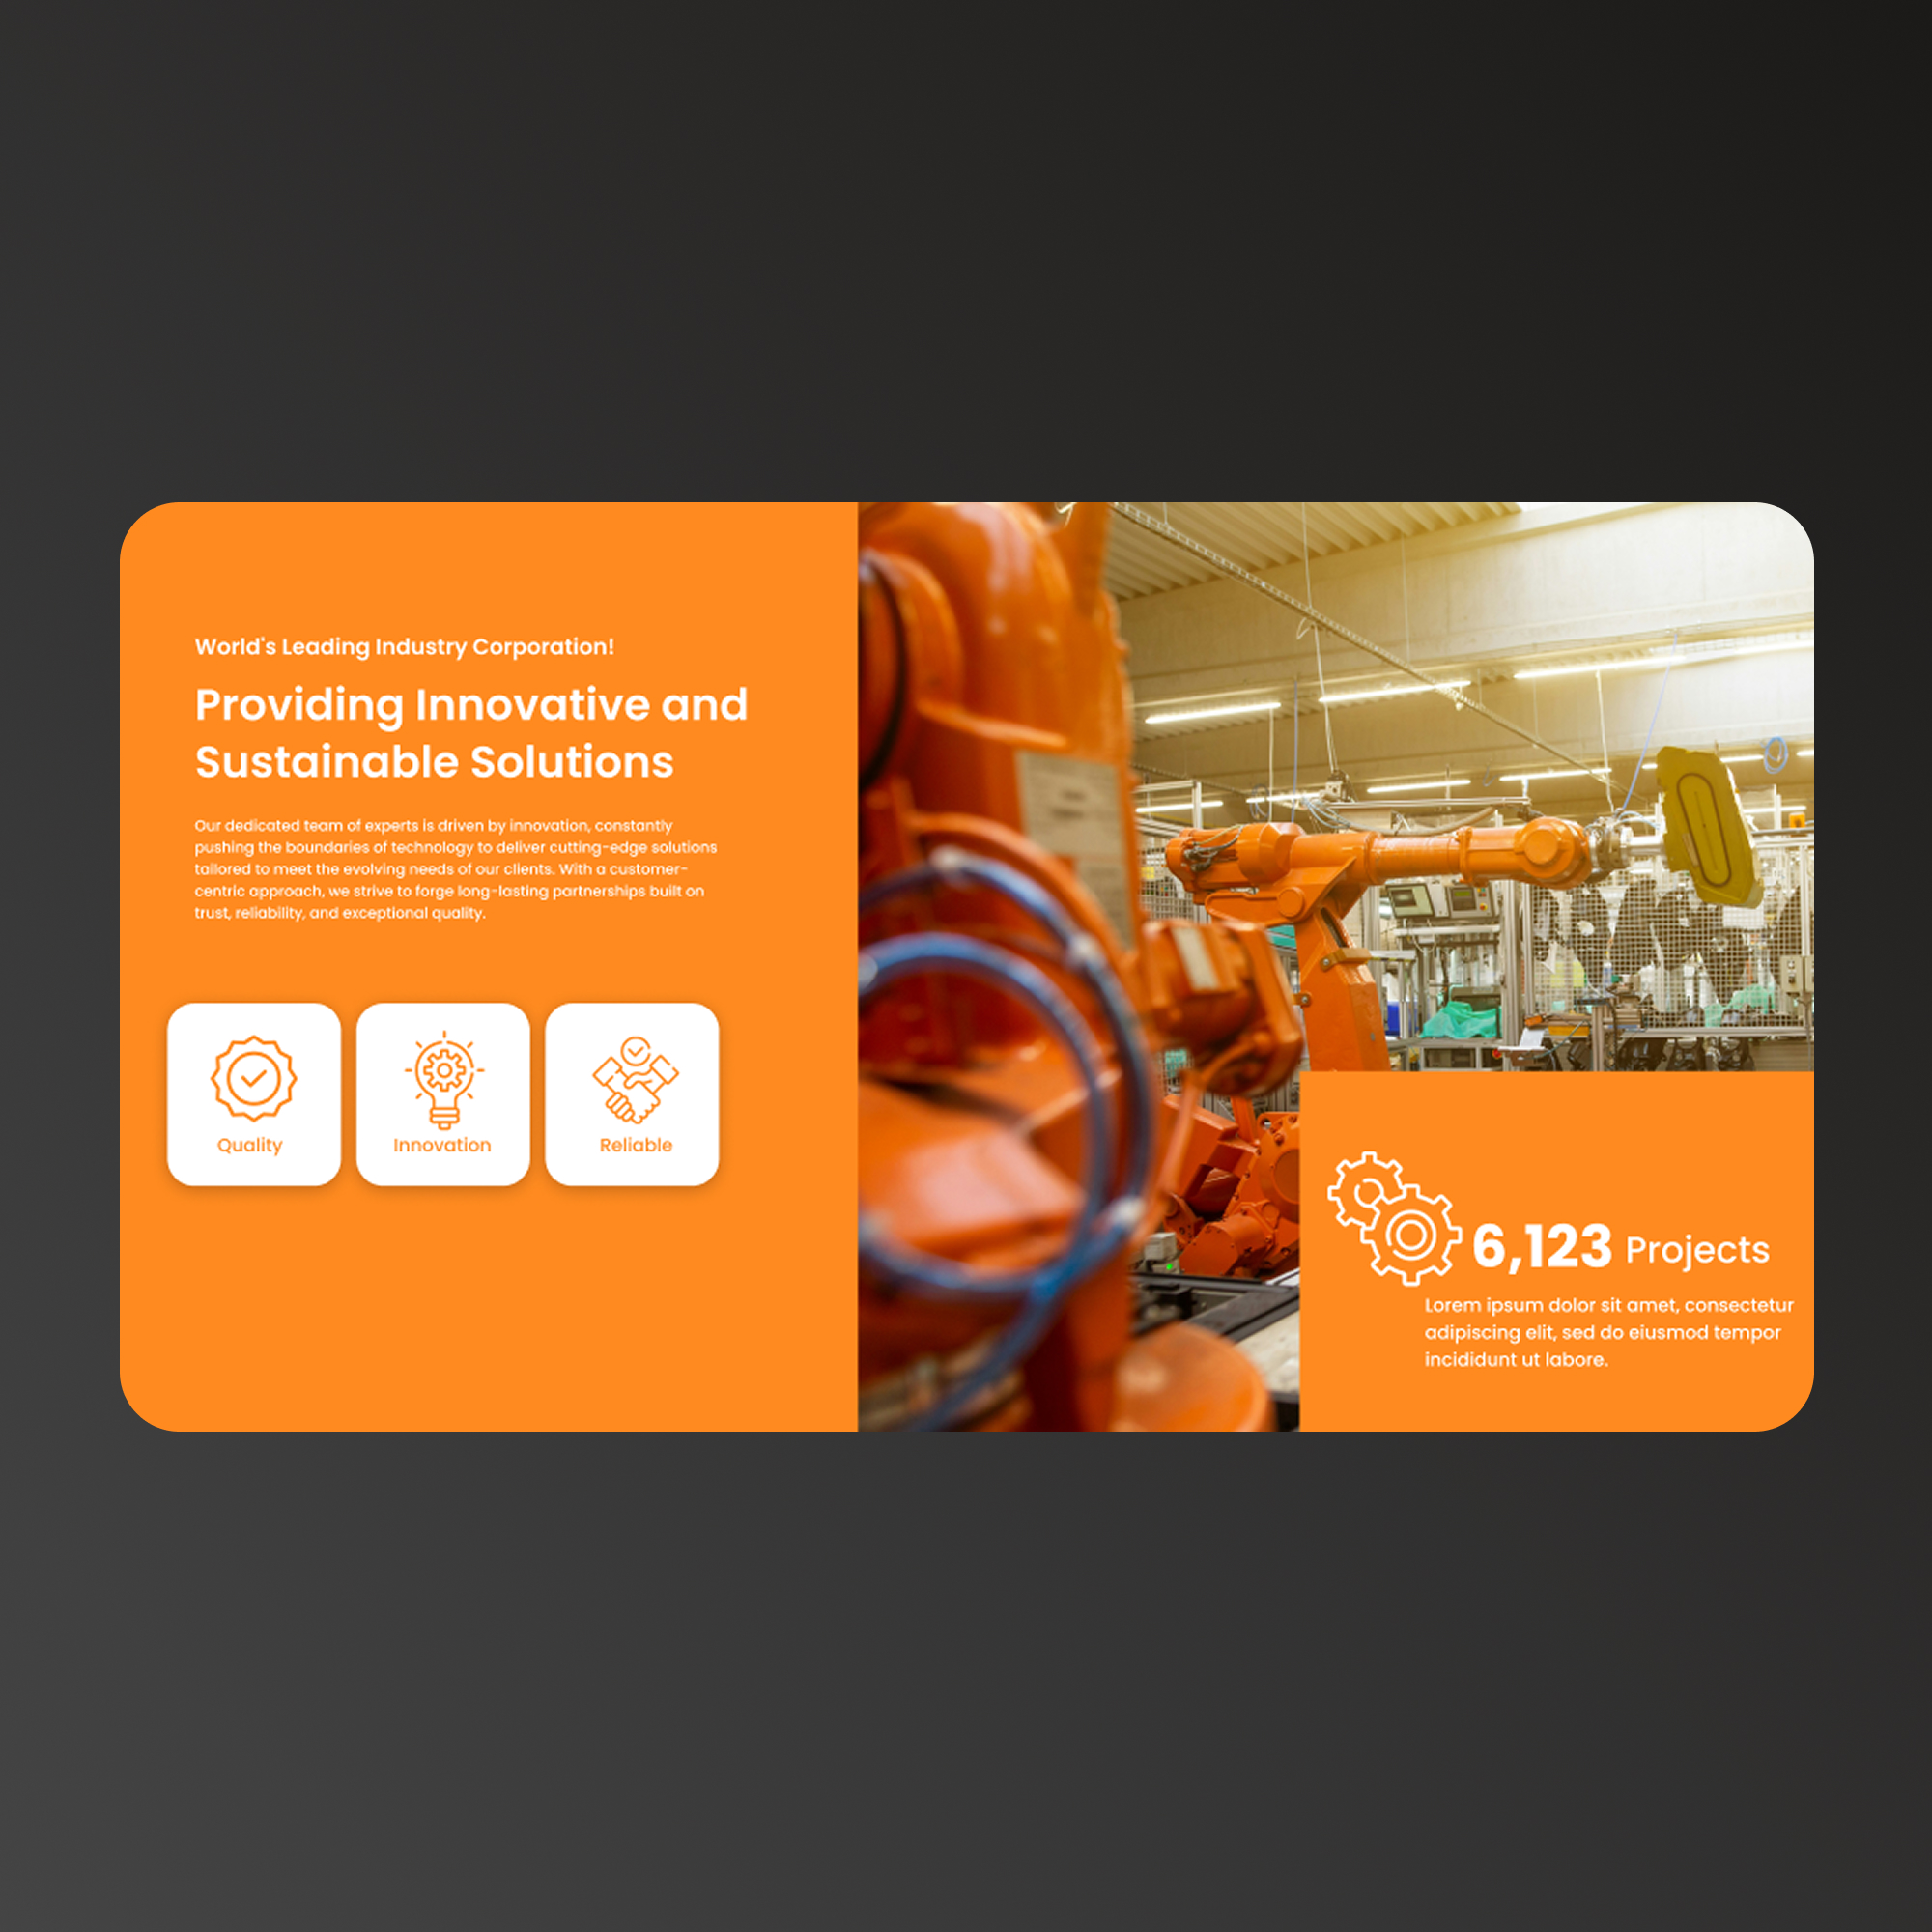 World's Leading Industry Corporation!
Providing Innovative and
Sustainable Solutions
Our dedicated team of experts is driven by innovation, constantly
pushing the boundaries of technology to deliver cutting-edge solutions
tailored to meet the evolving needs of our clients. With a customer-
centric approach, we strive to forge long-lasting partnerships built on
trust, reliability, and exceptional quality.
Quality
Innovation
Reliable
6,123 Projects
Lorem ipsum dolor sit amet, consectetur
adipiscing elit, sed do eiusmod tempor
incididunt ut labore.